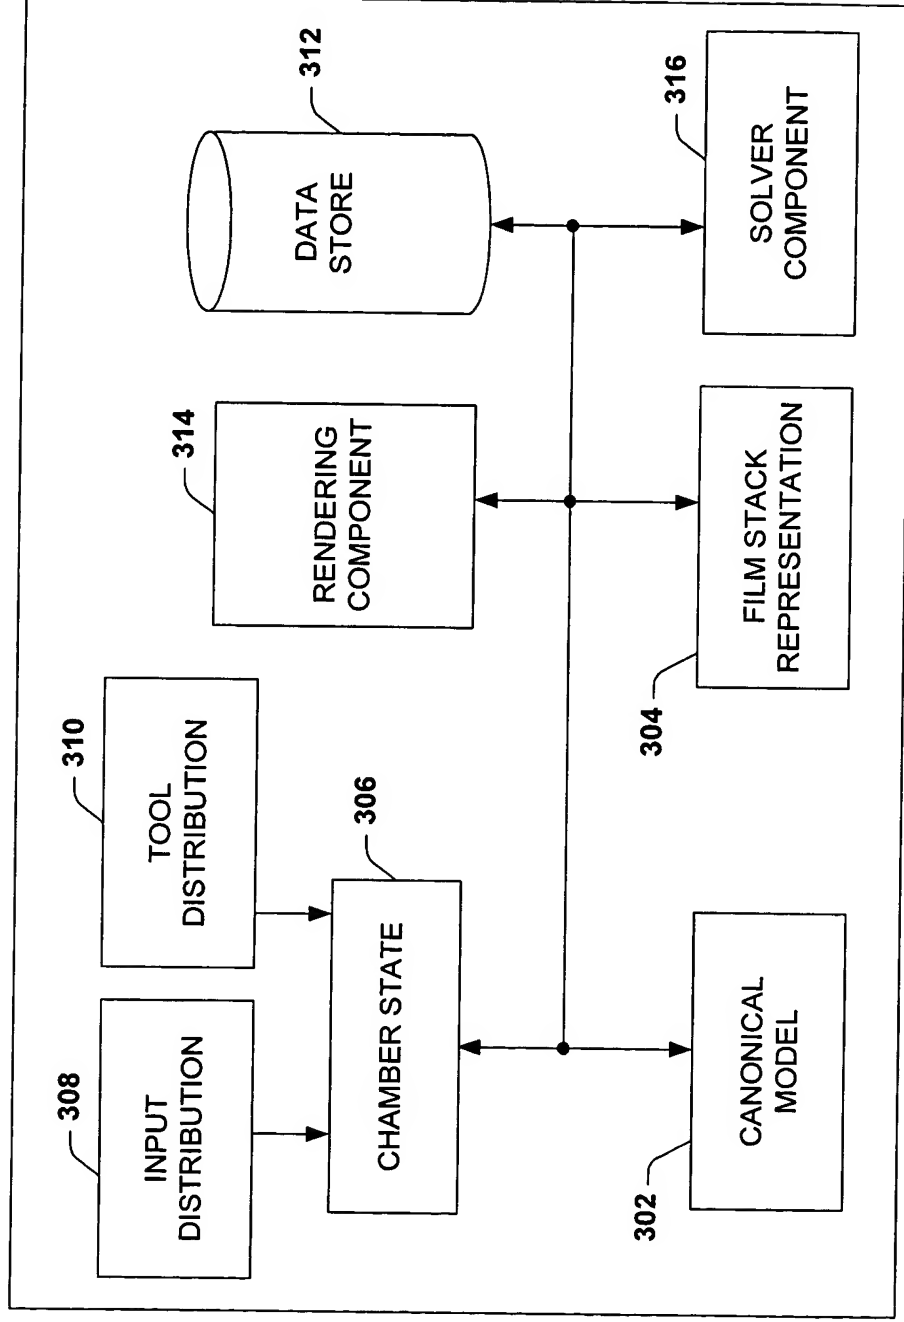 308
INPUT
DISTRIBUTION
310
TOOL
DISTRIBUTION
306
CHAMBER STATE
314
RENDERING
COMPONENT
312
DATA
STORE
302
CANONICAL
MODEL
304
FILM STACK
REPRESENTATION
316
SOLVER
COMPONENT